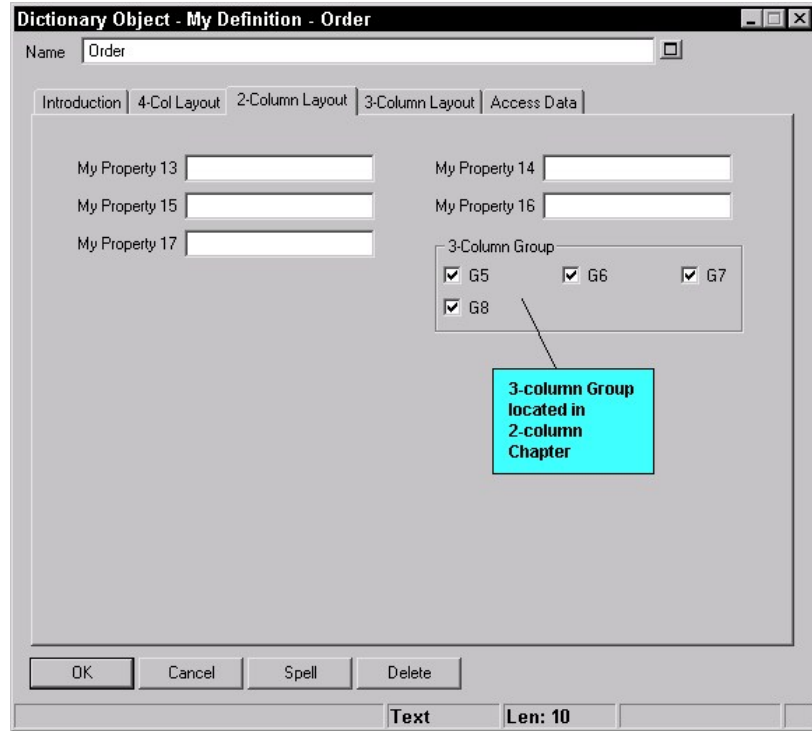 Dictionary Object - My Definition - Order
Name Order
Introduction 4-Col Layout 2-Column Layout 3-Column Layout Access Data
My Property 13 My Property 14
My Property 15 My Property 16
My Property 17
3-Column Group
G5 G6 G7
G8
3-column Group
located in
2-column
Chapter
OK Cancel Spell Delete
Text Len: 10